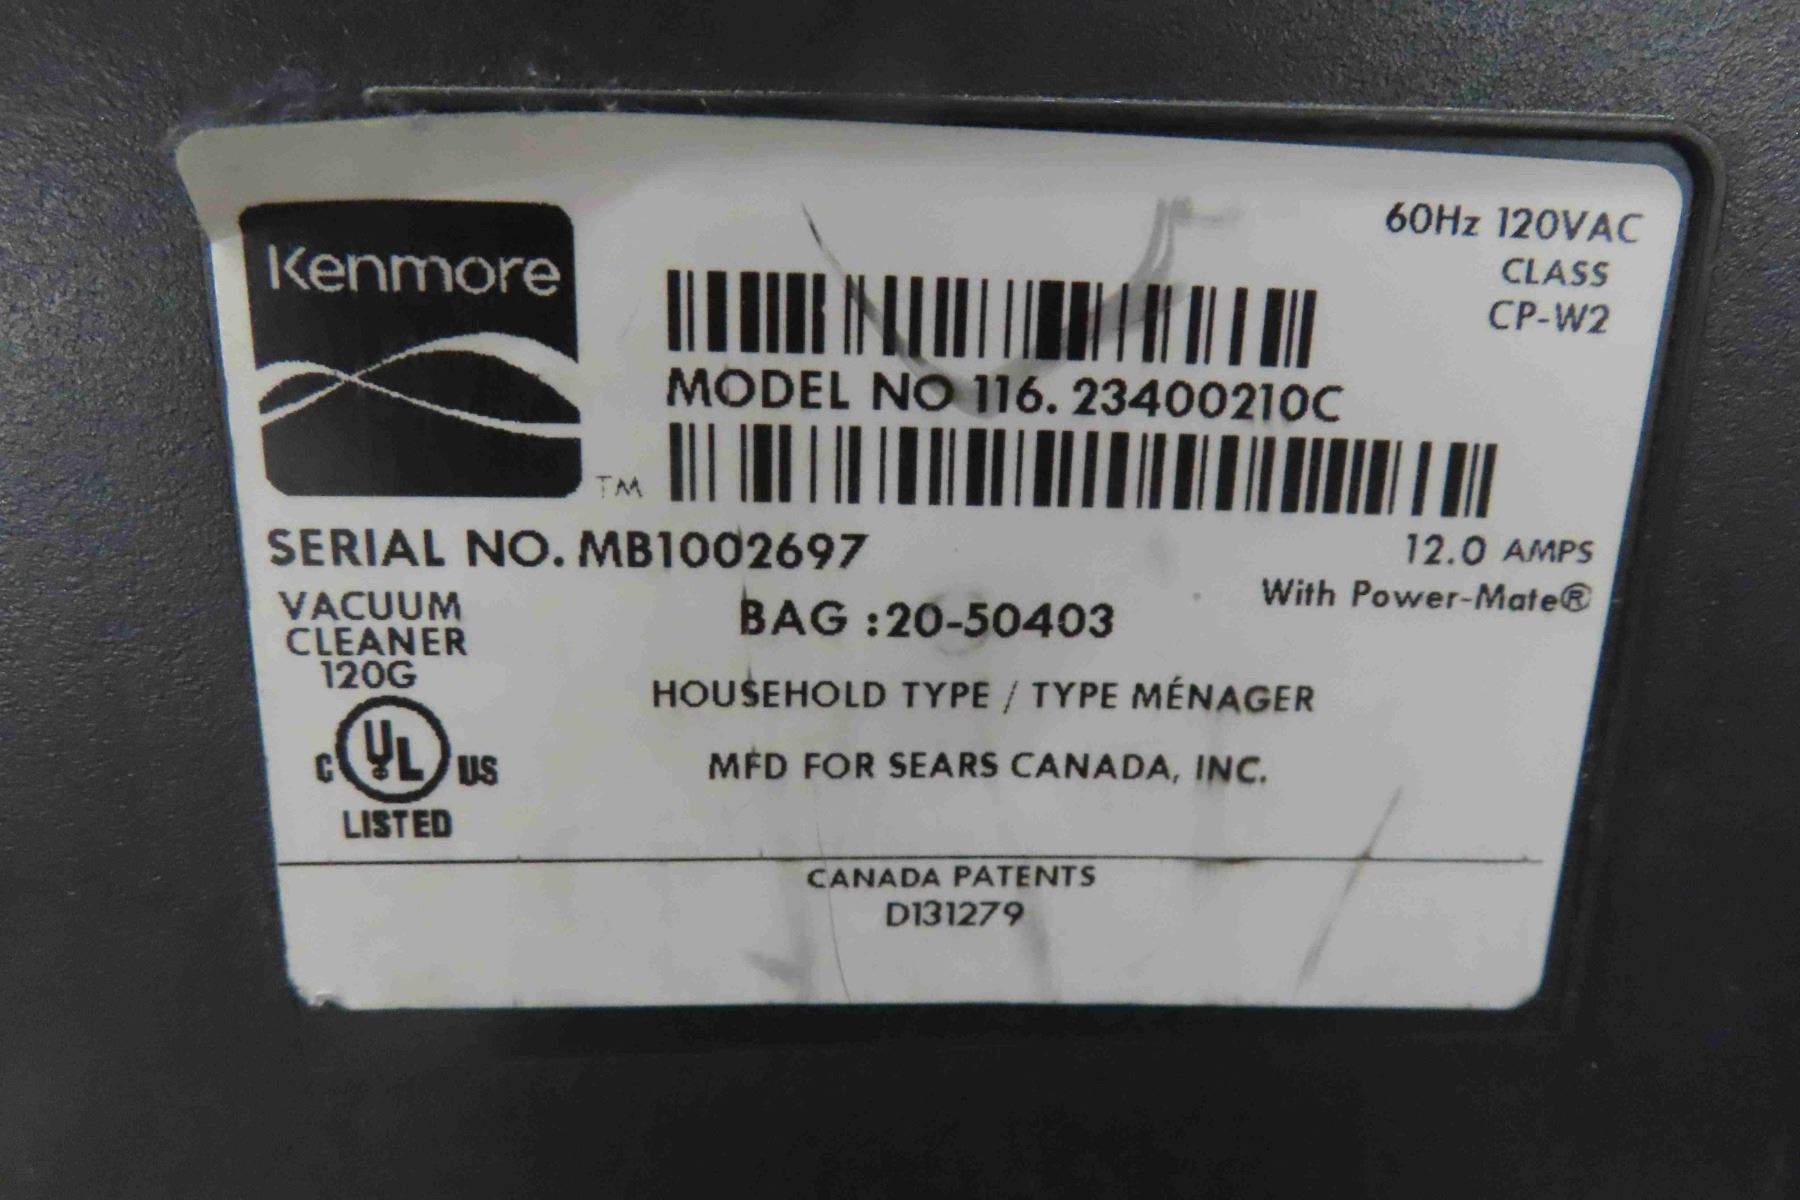 Kenmore
TM
60Hz 120VAC
CLASS
CP-W2
MODEL NO 116.23400210C
SERIAL NO. MB1002697
12.0 AMPS
With Power-Mate®
VACUUM
CLEANER
120G
BAG :20-50403
HOUSEHOLD TYPE / TYPE MÉNAGER
MFD FOR SEARS CANADA, INC.
C UL US
LISTED
CANADA PATENTS
D131279